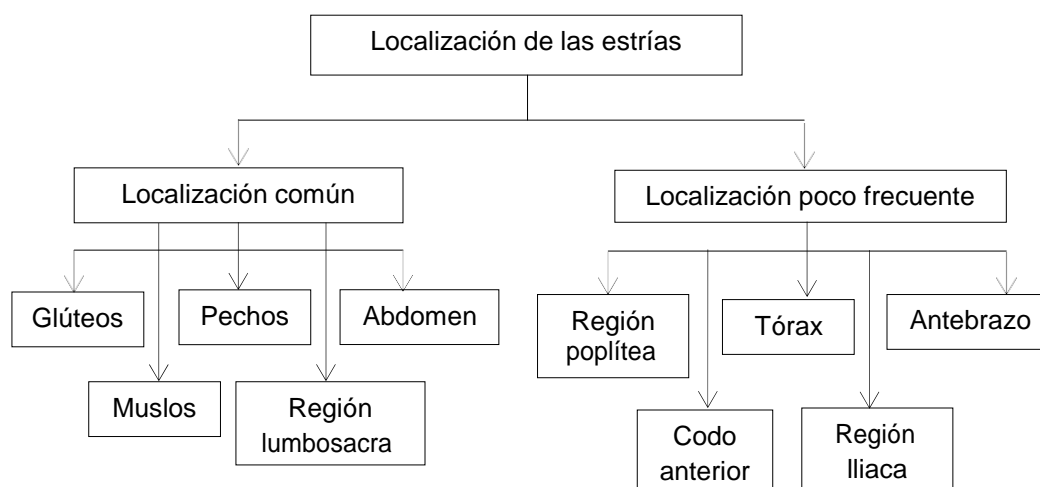 Localización de las estrías
Localización común
Localización poco frecuente
Glúteos
Pechos
Abdomen
Muslos
Región
lumbosacra
Región
poplítea
Tórax
Antebrazo
Codo
anterior
Región
Iliaca